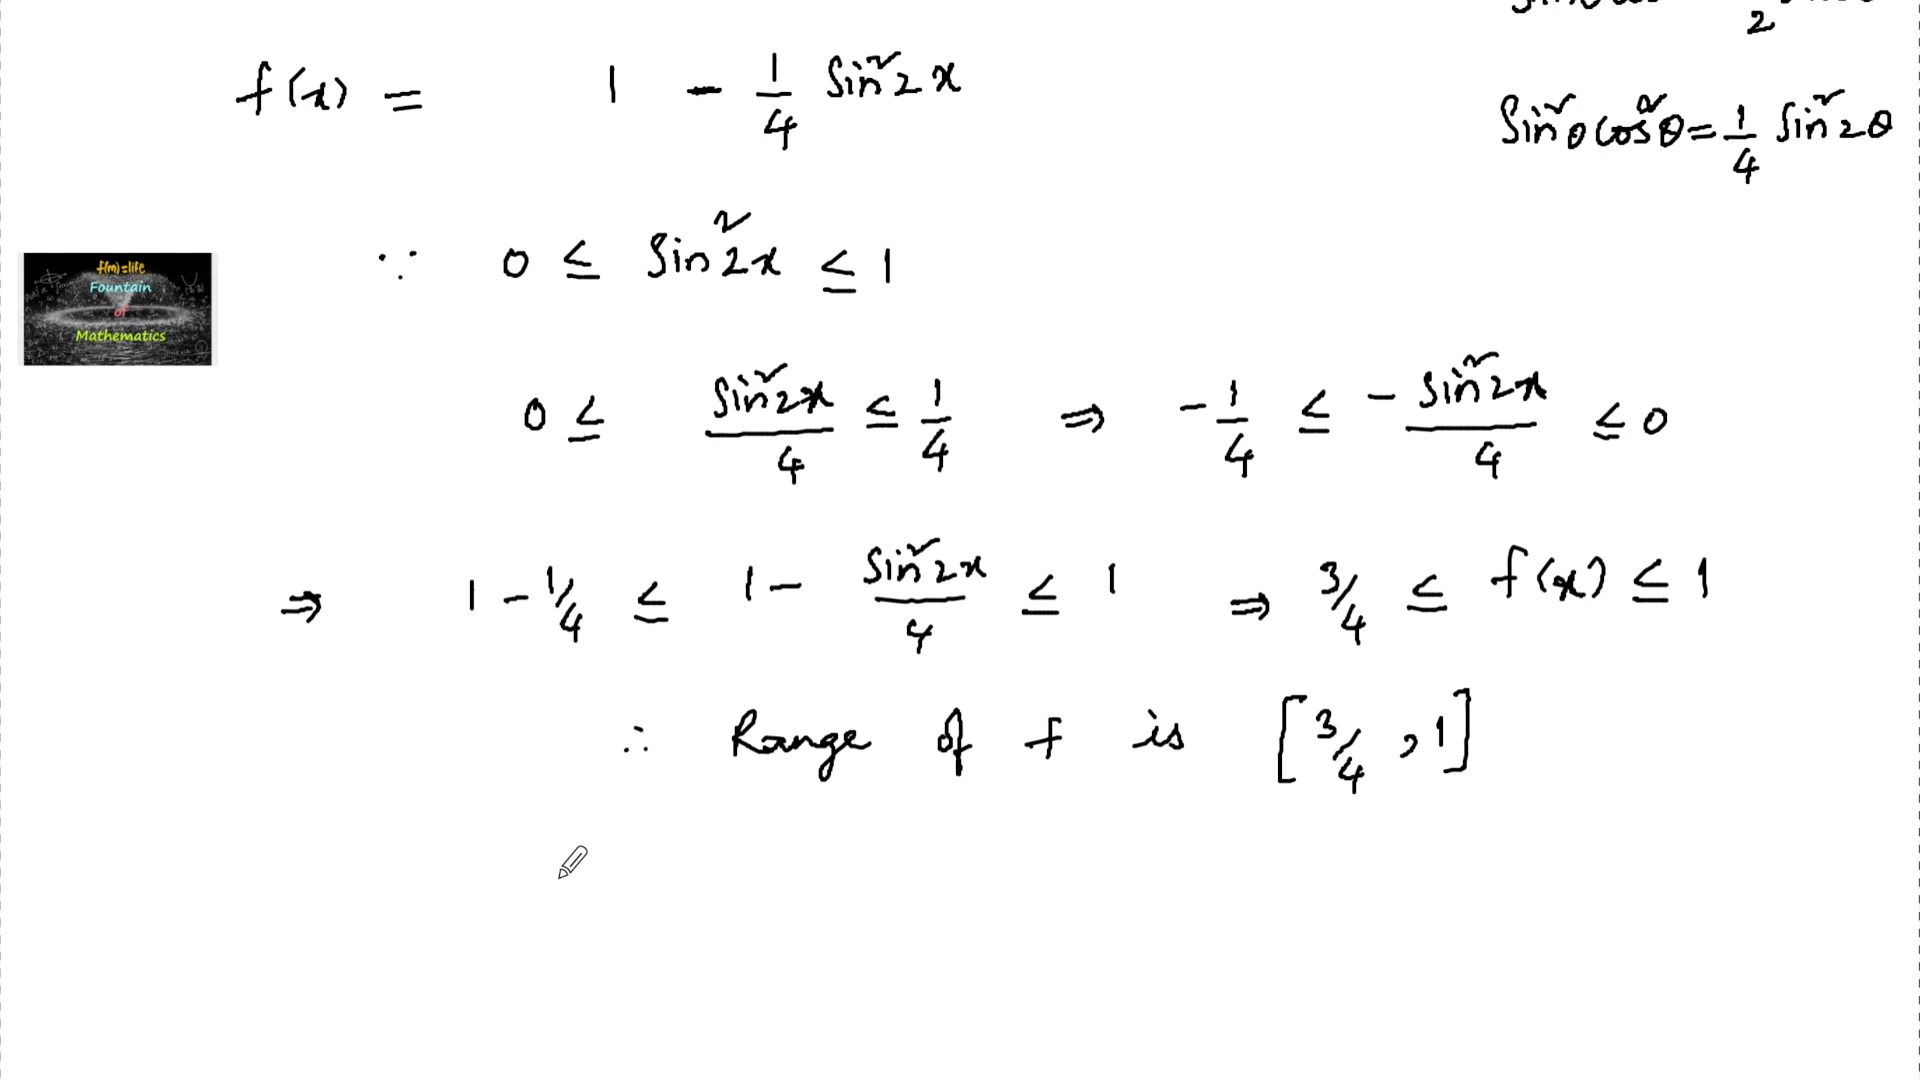 2
f(x) = 1 - 1/4 Sin²2x
Sin²θ Cos²θ = 1/4 Sin²2θ
∵ 0 ≤ Sin²2x ≤ 1
f(m)=life
Fountain
of
Mathematics
0 ≤ Sin²2x/4 ≤ 1/4 ⇒ -1/4 ≤ - Sin²2x/4 ≤ 0
⇒ 1 - 1/4 ≤ 1 - Sin²2x/4 ≤ 1 ⇒ 3/4 ≤ f(x) ≤ 1
∴ Range of f is [3/4, 1]